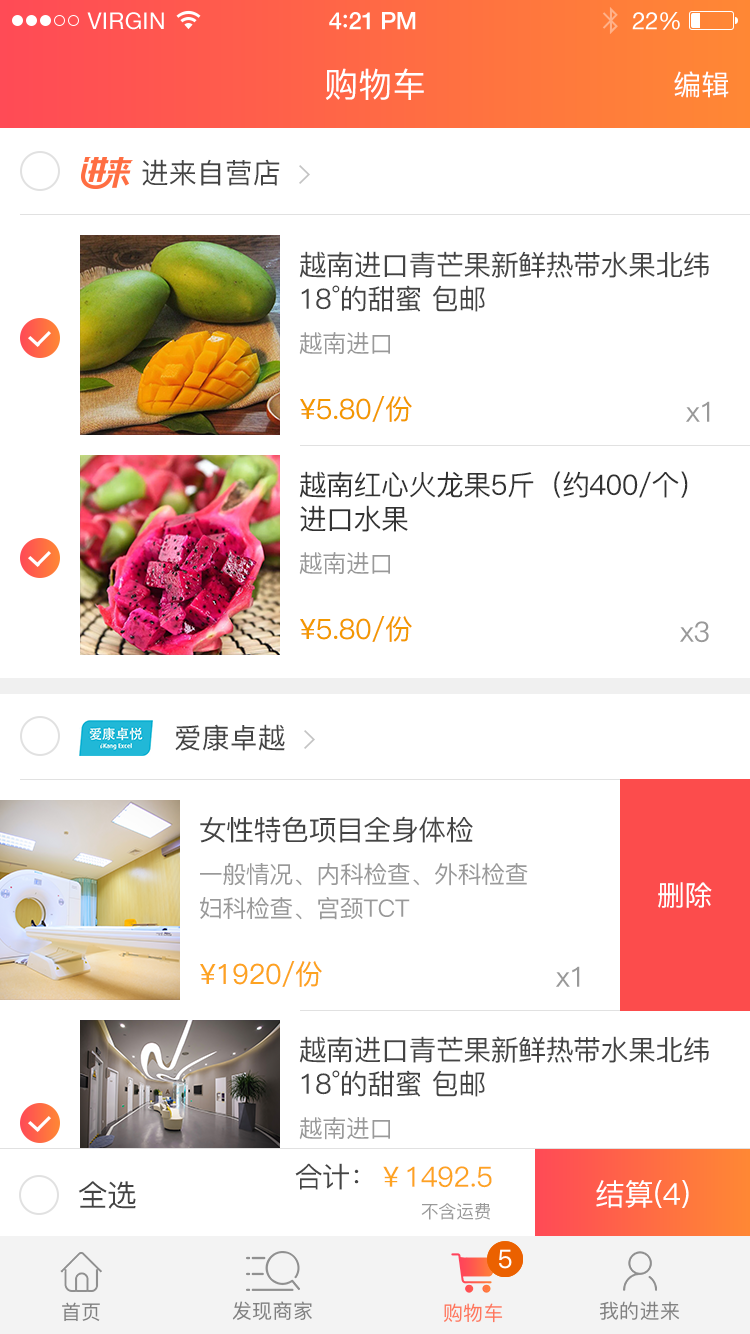 VIRGIN 4:21 PM 22%
购物车 编辑
进来 进来自营店
越南进口青芒果新鲜热带水果北纬
18°的甜蜜 包邮
越南进口
¥5.80/份 x1
越南红心火龙果5斤（约400/个）
进口水果
越南进口
¥5.80/份 x3
爱康卓悦
iKang Excel
爱康卓越
女性特色项目全身体检
一般情况、内科检查、外科检查
妇科检查、宫颈TCT
¥1920/份 x1
删除
越南进口青芒果新鲜热带水果北纬
18°的甜蜜 包邮
越南进口
全选 合计： ¥1492.5
不含运费
结算(4)
5
首页 发现商家 购物车 我的进来